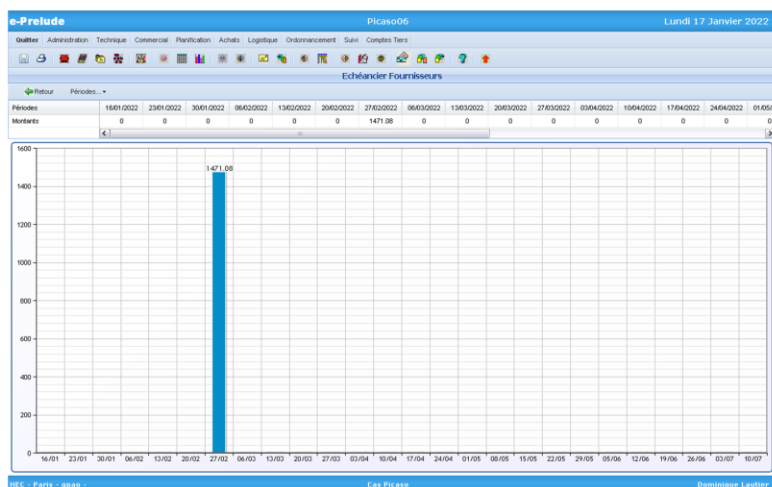 e-Prelude Picaso06 Lundi 17 Janvier 2022
Quitter Administration Technique Commercial Planification Achats Logistique Ordonnancement Suivi Comptes Tiers
Echéancier Fournisseurs
Retour Périodes...
Périodes 16/01/2022 23/01/2022 30/01/2022 06/02/2022 13/02/2022 20/02/2022 27/02/2022 06/03/2022 13/03/2022 20/03/2022 27/03/2022 03/04/2022 10/04/2022 17/04/2022 24/04/2022 01/05/
Montants 0 0 0 0 0 0 1471.08 0 0 0 0 0 0 0 0 0
1600
1471.08
1400
1200
1000
800
600
400
200
0
16/01 23/01 30/01 06/02 13/02 20/02 27/02 06/03 13/03 20/03 27/03 03/04 10/04 17/04 24/04 01/05 08/05 15/05 22/05 29/05 05/06 12/06 19/06 26/06 03/07 10/07
HEC - Paris - gpao - Cas Picaso Dominique Lautier